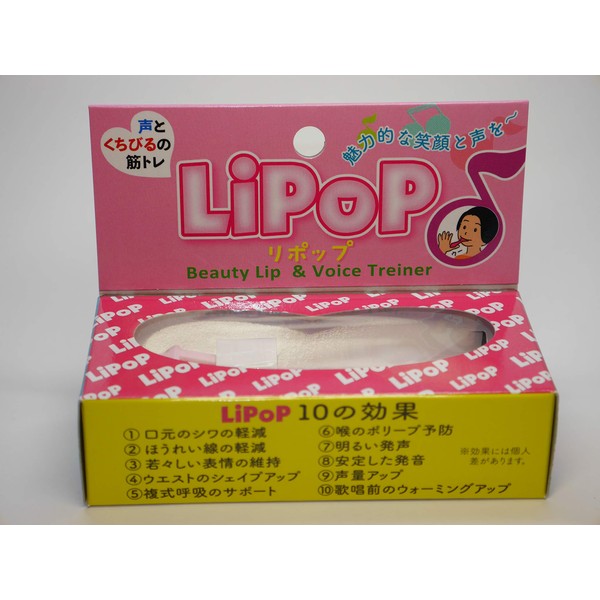 声と
くちびるの
筋トレ
魅力的な笑顔と声を〜
LiPoP
リポップ
Beauty Lip & Voice Treiner
LiPoP 10の効果
①口元のシワの軽減
②ほうれい線の軽減
③若々しい表情の維持
④ウエストのシェイプアップ
⑤複式呼吸のサポート
⑥喉のポリープ予防
⑦明るい発声
⑧安定した発音
⑨声量アップ
⑩歌唱前のウォーミングアップ
※効果には個人
差があります。